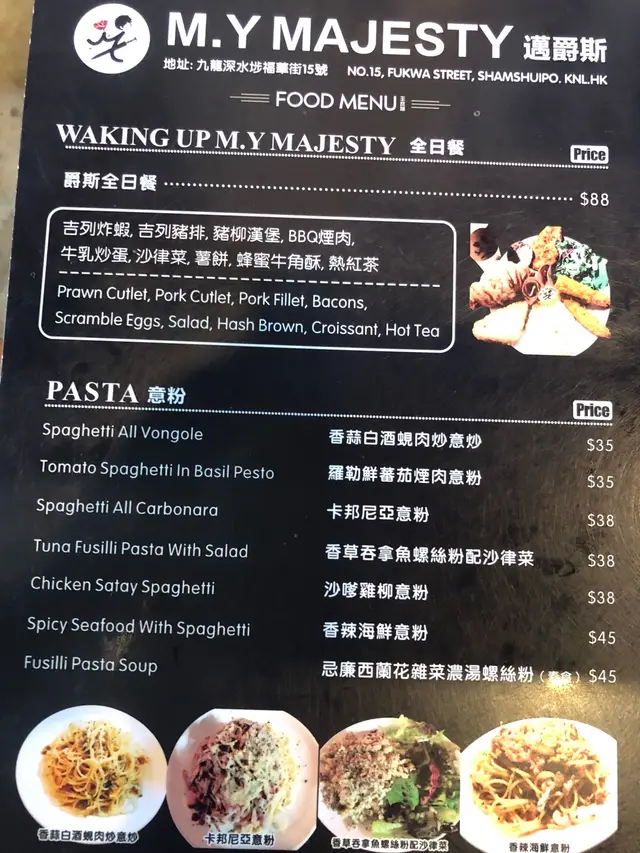 M.Y MAJESTY 邁爵斯
地址: 九龍深水埗福華街15號 NO.15, FUKWA STREET, SHAMSHUIPO. KNL.HK
FOOD MENU
WAKING UP M.Y MAJESTY 全日餐 Price
爵斯全日餐 $88
吉列炸蝦, 吉列豬排, 豬柳漢堡, BBQ煙肉,
牛乳炒蛋, 沙律菜, 薯餅, 蜂蜜牛角酥, 熱紅茶
Prawn Cutlet, Pork Cutlet, Pork Fillet, Bacons,
Scramble Eggs, Salad, Hash Brown, Croissant, Hot Tea
PASTA 意粉 Price
Spaghetti All Vongole 香蒜白酒蜆肉炒意炒 $35
Tomato Spaghetti In Basil Pesto 羅勒鮮蕃茄煙肉意粉 $35
Spaghetti All Carbonara 卡邦尼亞意粉 $38
Tuna Fusilli Pasta With Salad 香草吞拿魚螺絲粉配沙律菜 $38
Chicken Satay Spaghetti 沙嗲雞柳意粉 $38
Spicy Seafood With Spaghetti 香辣海鮮意粉 $45
Fusilli Pasta Soup 忌廉西蘭花雜菜濃湯螺絲粉 (素食) $45
香蒜白酒蜆肉炒意炒 卡邦尼亞意粉 香草吞拿魚螺絲粉配沙律菜 香辣海鮮意粉